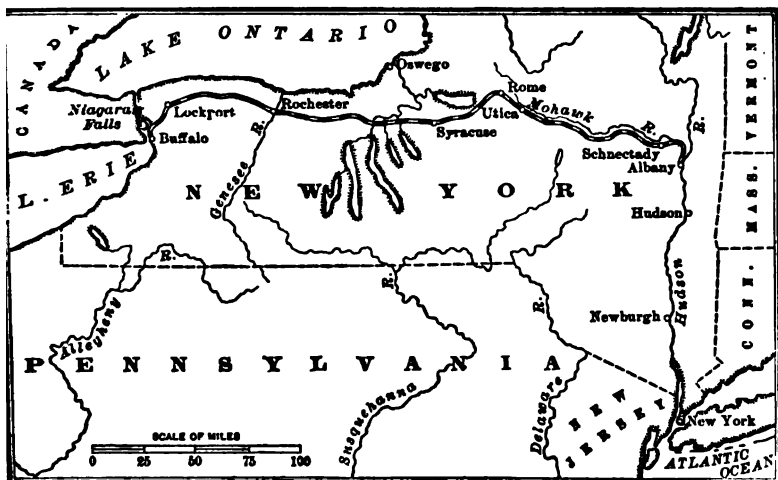 CANADA
LAKE ONTARIO
Oswego
VERMONT
Niagara
Falls
Lockport
Rochester
Rome
Mohawk
R.
Utica
Buffalo
Syracuse
R.
Schnectady
Albany
R.
L. ERIE
Genesee
R.
NEW YORK
MASS.
Hudson
R.
R.
R.
Hudson
Newburgh
CONN.
Allegheny
PENNSYLVANIA
Susquehanna
Delaware
NEW
JERSEY
New York
SCALE OF MILES
0 25 50 75 100
ATLANTIC
OCEAN